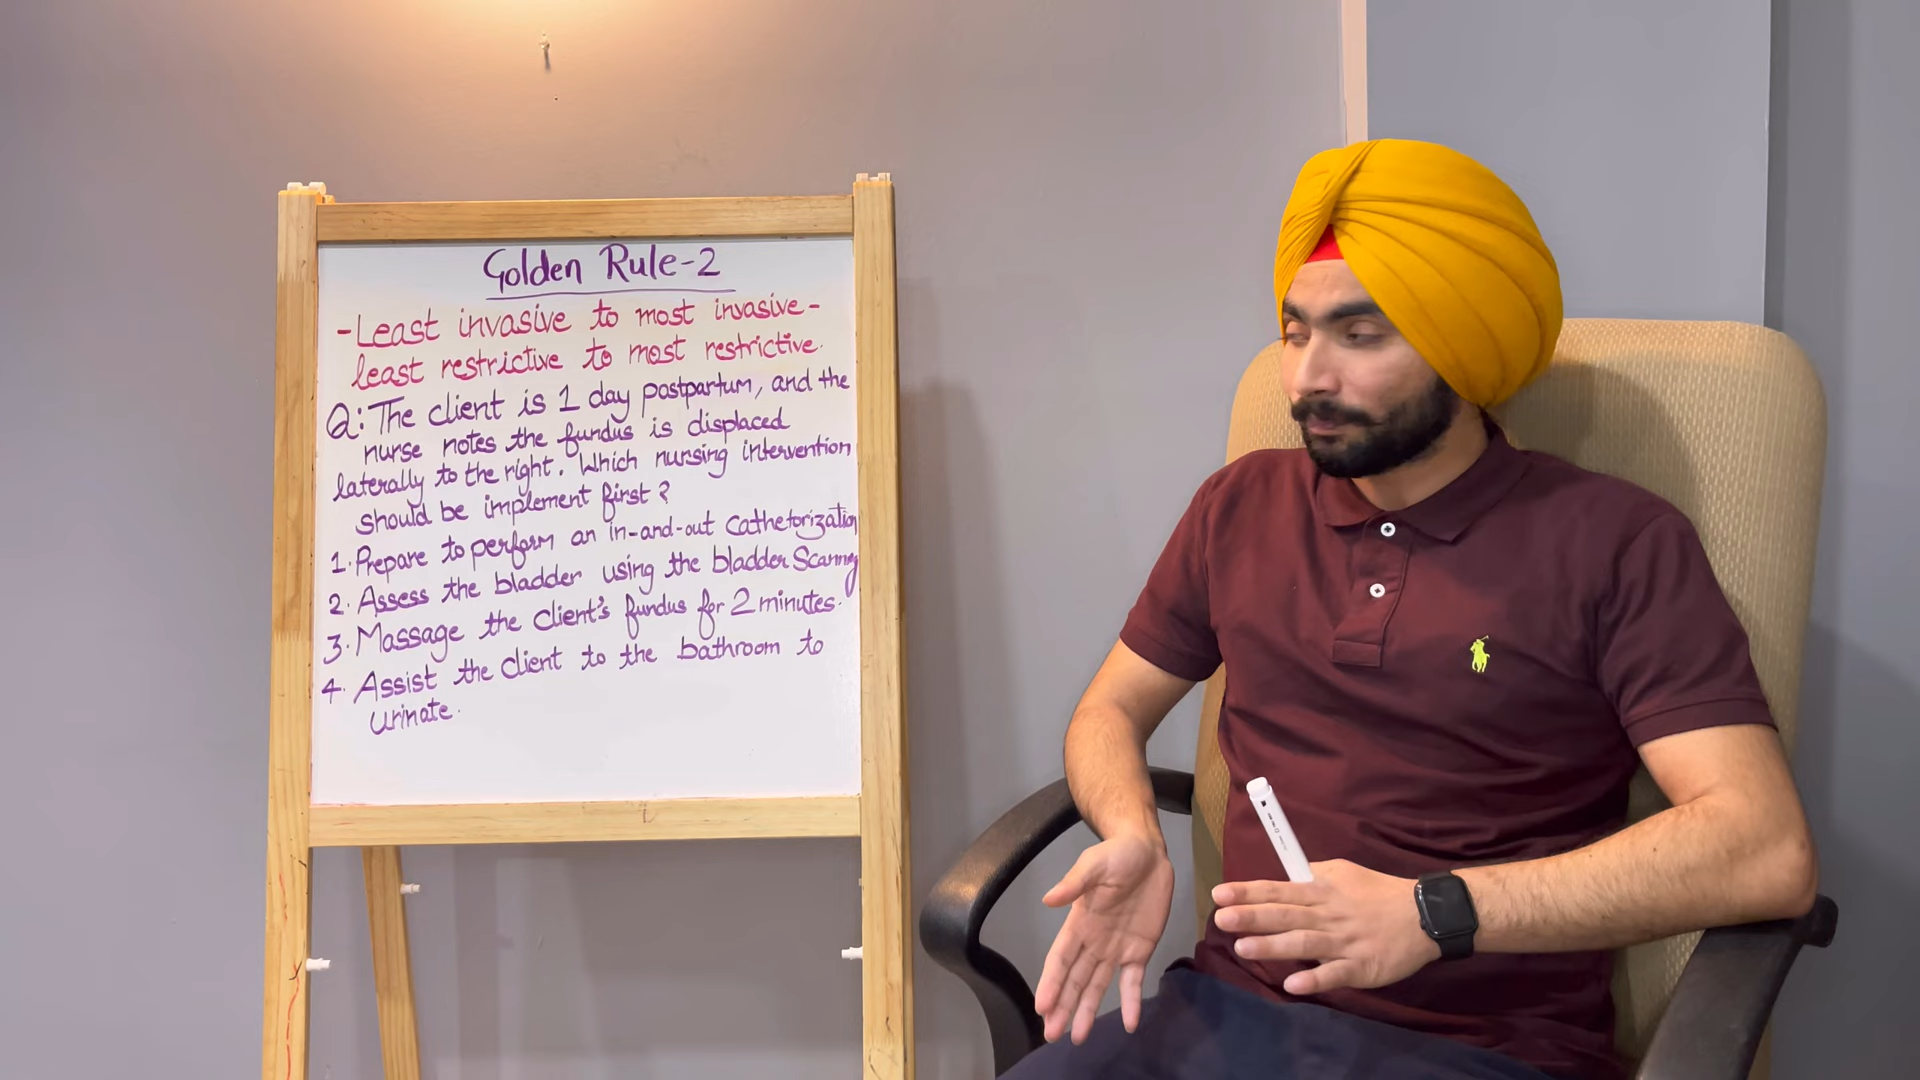 Golden Rule-2
-Least invasive to most invasive-
least restrictive to most restrictive.
Q: The client is 1 day postpartum, and the
nurse notes the fundus is displaced
laterally to the right. Which nursing intervention
should be implement first?
1. Prepare to perform an in-and-out Cathetorization
2. Assess the bladder using the bladder Scanner
3. Massage the client's fundus for 2 minutes.
4. Assist the client to the bathroom to
urinate.